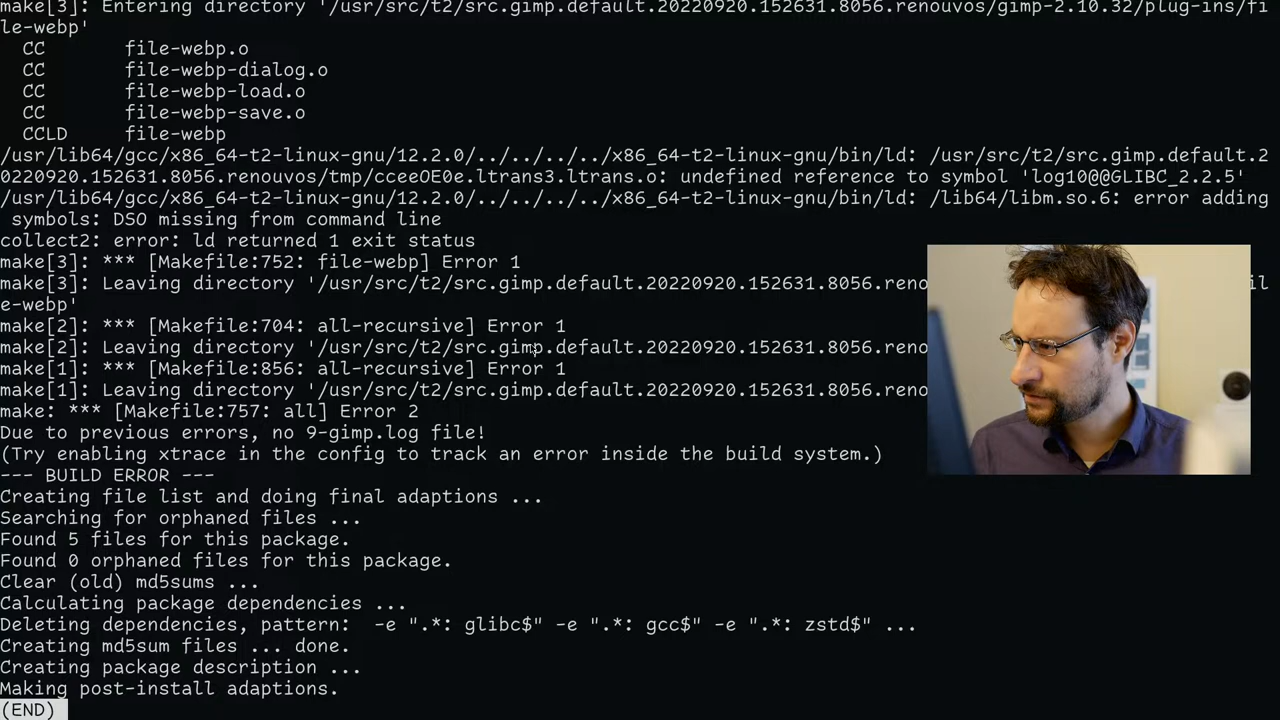 make[3]: Entering directory '/usr/src/t2/src.gimp.default.20220920.152631.8056.renouvos/gimp-2.10.32/plug-ins/fi
le-webp'
CC file-webp.o
CC file-webp-dialog.o
CC file-webp-load.o
CC file-webp-save.o
CCLD file-webp
/usr/lib64/gcc/x86_64-t2-linux-gnu/12.2.0/../../../../x86_64-t2-linux-gnu/bin/ld: /usr/src/t2/src.gimp.default.2
0220920.152631.8056.renouvos/tmp/cceeOE0e.ltrans3.ltrans.o: undefined reference to symbol 'log10@@GLIBC_2.2.5'
/usr/lib64/gcc/x86_64-t2-linux-gnu/12.2.0/../../../../x86_64-t2-linux-gnu/bin/ld: /lib64/libm.so.6: error adding
symbols: DSO missing from command line
collect2: error: ld returned 1 exit status
make[3]: *** [Makefile:752: file-webp] Error 1
make[3]: Leaving directory '/usr/src/t2/src.gimp.default.20220920.152631.8056.reno il
e-webp'
make[2]: *** [Makefile:704: all-recursive] Error 1
make[2]: Leaving directory '/usr/src/t2/src.gimp.default.20220920.152631.8056.reno
make[1]: *** [Makefile:856: all-recursive] Error 1
make[1]: Leaving directory '/usr/src/t2/src.gimp.default.20220920.152631.8056.reno
make: *** [Makefile:757: all] Error 2
Due to previous errors, no 9-gimp.log file!
(Try enabling xtrace in the config to track an error inside the build system.)
--- BUILD ERROR ---
Creating file list and doing final adaptions ...
Searching for orphaned files ...
Found 5 files for this package.
Found 0 orphaned files for this package.
Clear (old) md5sums ...
Calculating package dependencies ...
Deleting dependencies, pattern:  -e ".*: glibc$" -e ".*: gcc$" -e ".*: zstd$" ...
Creating md5sum files ... done.
Creating package description ...
Making post-install adaptions.
(END)